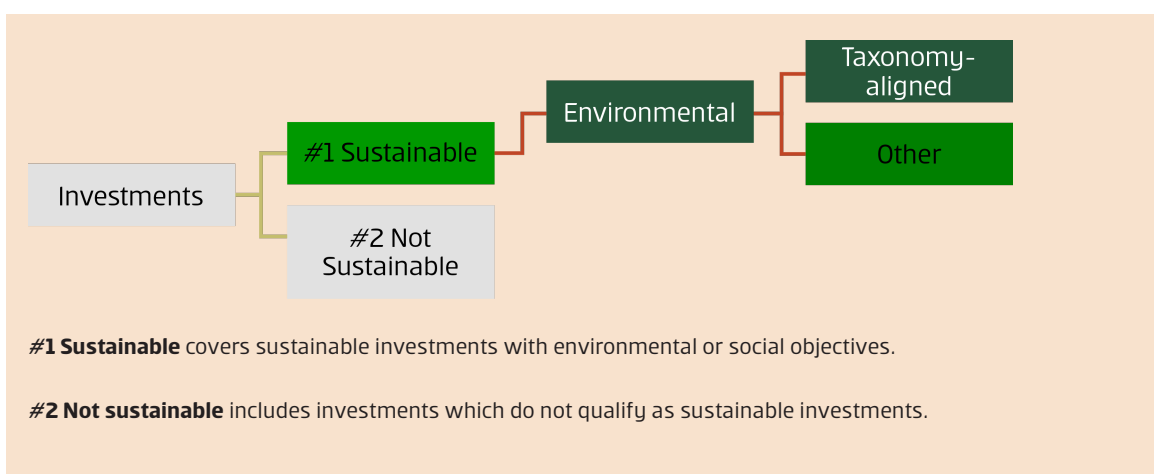 Taxonomy-
aligned
Environmental
#1 Sustainable
Other
Investments
#2 Not
Sustainable
#1 Sustainable covers sustainable investments with environmental or social objectives.
#2 Not sustainable includes investments which do not qualify as sustainable investments.